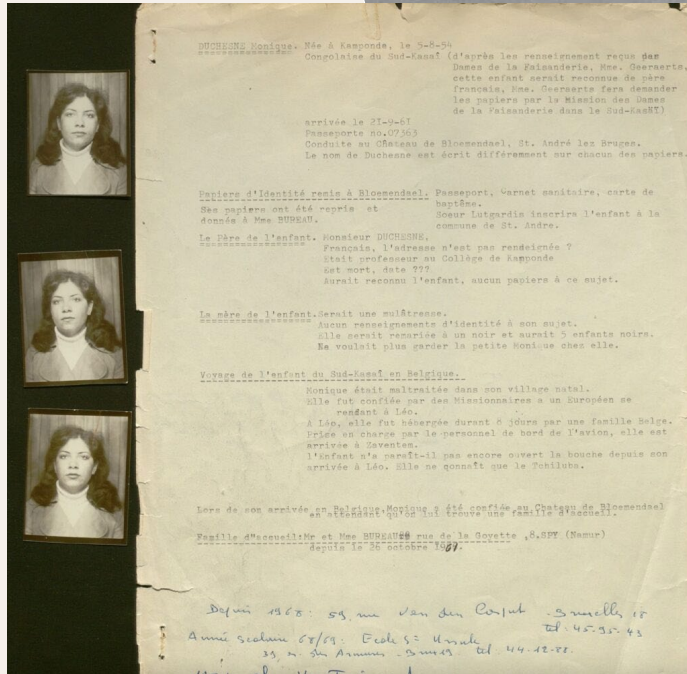 DUCHESNE Monique. Née à Kamponde, le 5-8-54
Congolaise du Sud-Kasaï (d'après les renseignement reçus des
Dames de la Faisanderie, Mme. Geeraerts,
cette enfant serait reconnue de père
français, Mme. Geeraerts fera demander
les papiers par la Mission des Dames
de la Faisanderie dans le Sud-Kasaï)
arrivée le 21-9-61
Passeporte no.07363
Conduite au Château de Bloemendael, St. André lez Bruges.
Le nom de Duchesne est écrit différemment sur chacun des papiers.
Papiers d'Identité remis à Bloemendael. Passeport, Carnet sanitaire, carte de
baptême.
Ses papiers ont été repris et
donnés à Mme BUREAU.
Soeur Lutgardis inscrira l'enfant à la
commune de St. Andre.
Le Père de l'enfant. Monsieur DUCHESNE,
Français, l'adresse n'est pas renseignée ?
Etait professeur au Collège de Kamponde
Est mort, date ???
Aurait reconnu l'enfant, aucun papiers à ce sujet.
La mère de l'enfant. Serait une mulâtresse.
Aucun renseignements d'identité à son sujet.
Elle serait remariée à un noir et aurait 5 enfants noirs.
Ne voulait plus garder la petite Monique chez elle.
Voyage de l'enfant du Sud-Kasaï en Belgique.
Monique était maltraitée dans son village natal.
Elle fut confiée par des Missionnaires a un Européen se
rendant à Léo.
A Léo, elle fut hébergée durant 8 jours par une famille Belge.
Price en charge par le personnel de bord de l'avion, elle est
arrivée à Zaventem.
l'Enfant n'a pareît-il pas encore ouvert la bouche depuis son
arrivée à Léo. Elle ne qonnaît que le Tchiluba.
Lors de son arrivée en Belgique Monique a été confiée au Chateau de Bloemendael
en attendant qu'on lui trouve une famille d'accueil.
Famille d"accueil:Mr et Mme BUREAU rue de la Goyette ,8.SPY (Namur)
depuis le 26 octobre 1961.
Depuis 1968: 59, rue Van den Corput - Bruxelles 18
tel: 45-95-43
Année scolaire 68/69: Ecole Ste Ursule
39, r. des Armures - Brux 19. tel. 44-12-88.